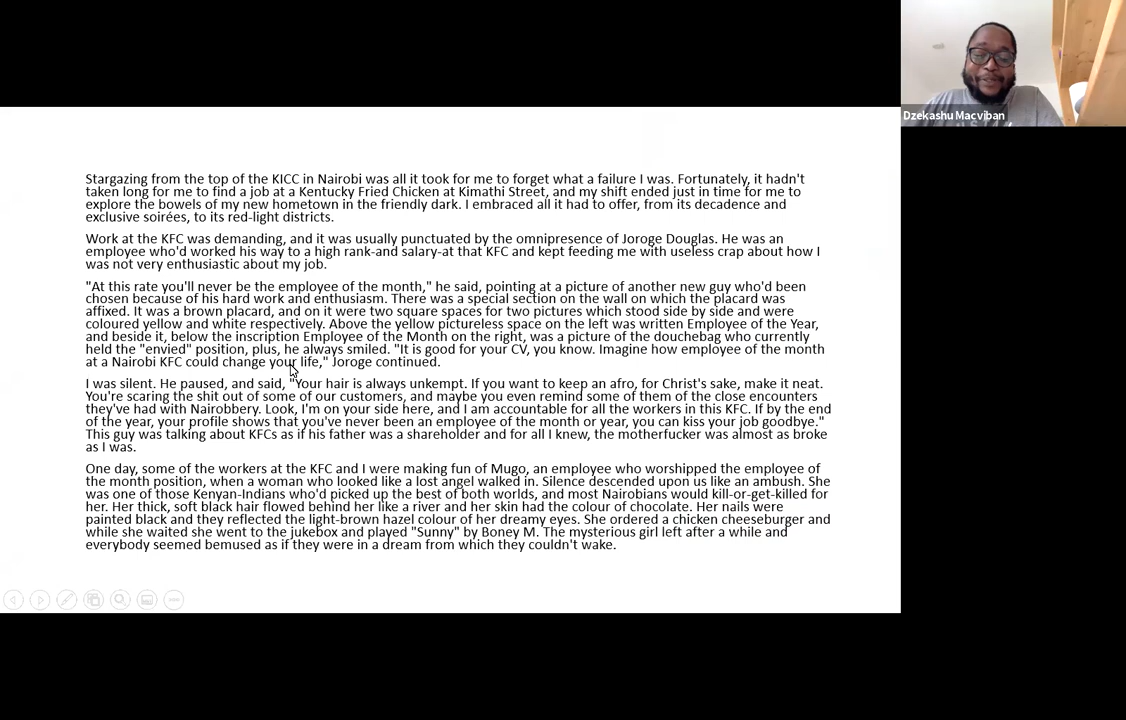 Dzekashu Macviban
Stargazing from the top of the KICC in Nairobi was all it took for me to forget what a failure I was. Fortunately, it hadn't
taken long for me to find a job at a Kentucky Fried Chicken at Kimathi Street, and my shift ended just in time for me to
explore the bowels of my new hometown in the friendly dark. I embraced all it had to offer, from its decadence and
exclusive soirées, to its red-light districts.
Work at the KFC was demanding, and it was usually punctuated by the omnipresence of Joroge Douglas. He was an
employee who'd worked his way to a high rank-and salary-at that KFC and kept feeding me with useless crap about how I
was not very enthusiastic about my job.
"At this rate you'll never be the employee of the month," he said, pointing at a picture of another new guy who'd been
chosen because of his hard work and enthusiasm. There was a special section on the wall on which the placard was
affixed. It was a brown placard, and on it were two square spaces for two pictures which stood side by side and were
coloured yellow and white respectively. Above the yellow pictureless space on the left was written Employee of the Year,
and beside it, below the inscription Employee of the Month on the right, was a picture of the douchebag who currently
held the "envied" position, plus, he always smiled. "It is good for your CV, you know. Imagine how employee of the month
at a Nairobi KFC could change your life," Joroge continued.
I was silent. He paused, and said, "Your hair is always unkempt. If you want to keep an afro, for Christ's sake, make it neat.
You're scaring the shit out of some of our customers, and maybe you even remind some of them of the close encounters
they've had with Nairobbery. Look, I'm on your side here, and I am accountable for all the workers in this KFC. If by the end
of the year, your profile shows that you've never been an employee of the month or year, you can kiss your job goodbye."
This guy was talking about KFCs as if his father was a shareholder and for all I knew, the motherfucker was almost as broke
as I was.
One day, some of the workers at the KFC and I were making fun of Mugo, an employee who worshipped the employee of
the month position, when a woman who looked like a lost angel walked in. Silence descended upon us like an ambush. She
was one of those Kenyan-Indians who'd picked up the best of both worlds, and most Nairobians would kill-or-get-killed for
her. Her thick, soft black hair flowed behind her like a river and her skin had the colour of chocolate. Her nails were
painted black and they reflected the light-brown hazel colour of her dreamy eyes. She ordered a chicken cheeseburger and
while she waited she went to the jukebox and played "Sunny" by Boney M. The mysterious girl left after a while and
everybody seemed bemused as if they were in a dream from which they couldn't wake.